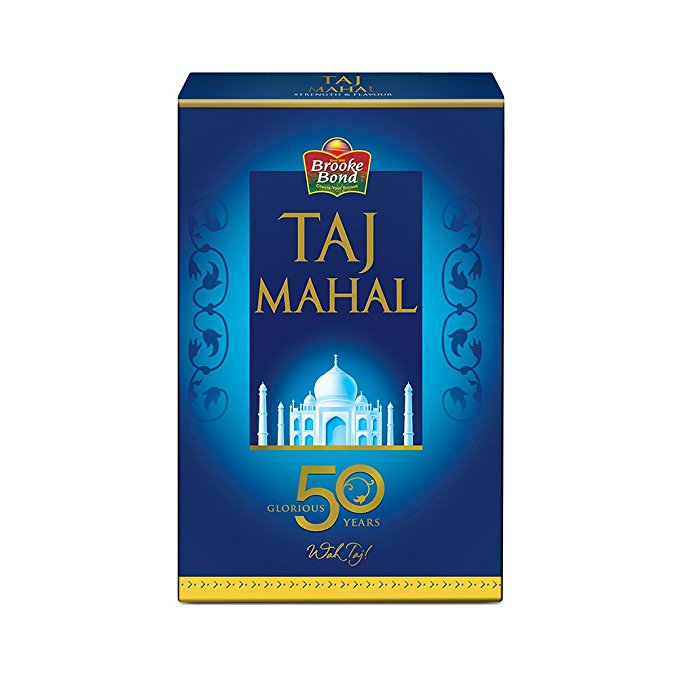 TAJ
MAHAL
STRENGTH & FLAVOUR
Brooke
Bond
TAJ
MAHAL
50
GLORIOUS YEARS
Wah Taj!